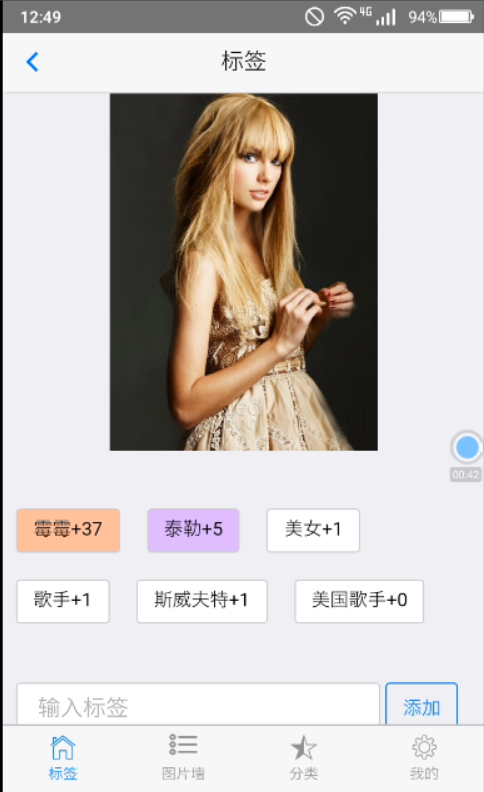 12:49 4G 94%
标签
00:42
霉霉+37 泰勒+5 美女+1
歌手+1 斯威夫特+1 美国歌手+0
输入标签 添加
标签 图片墙 分类 我的